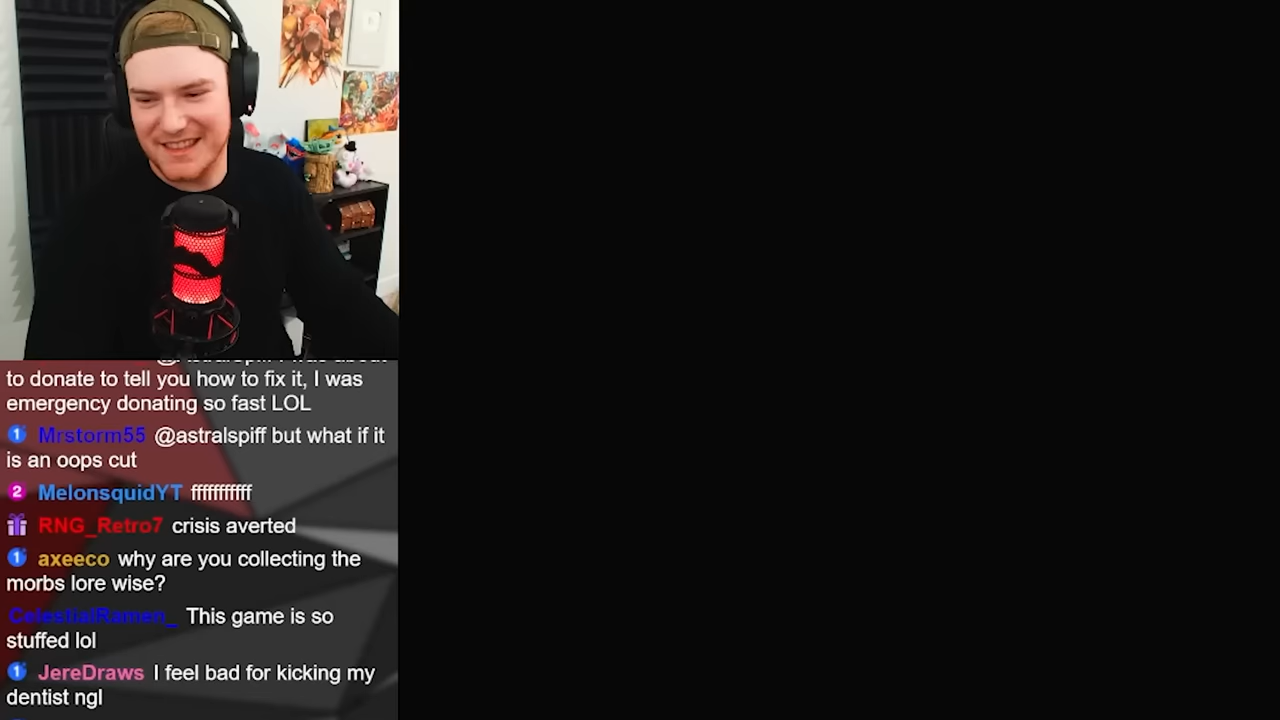 to donate to tell you how to fix it, I was
emergency donating so fast LOL
Mrstorm55 @astralspiff but what if it
is an oops cut
MelonsquidYT fffffffffff
RNG_Retro7 crisis averted
axeeco why are you collecting the
morbs lore wise?
CelestialRamen_ This game is so
stuffed lol
JereDraws I feel bad for kicking my
dentist ngl